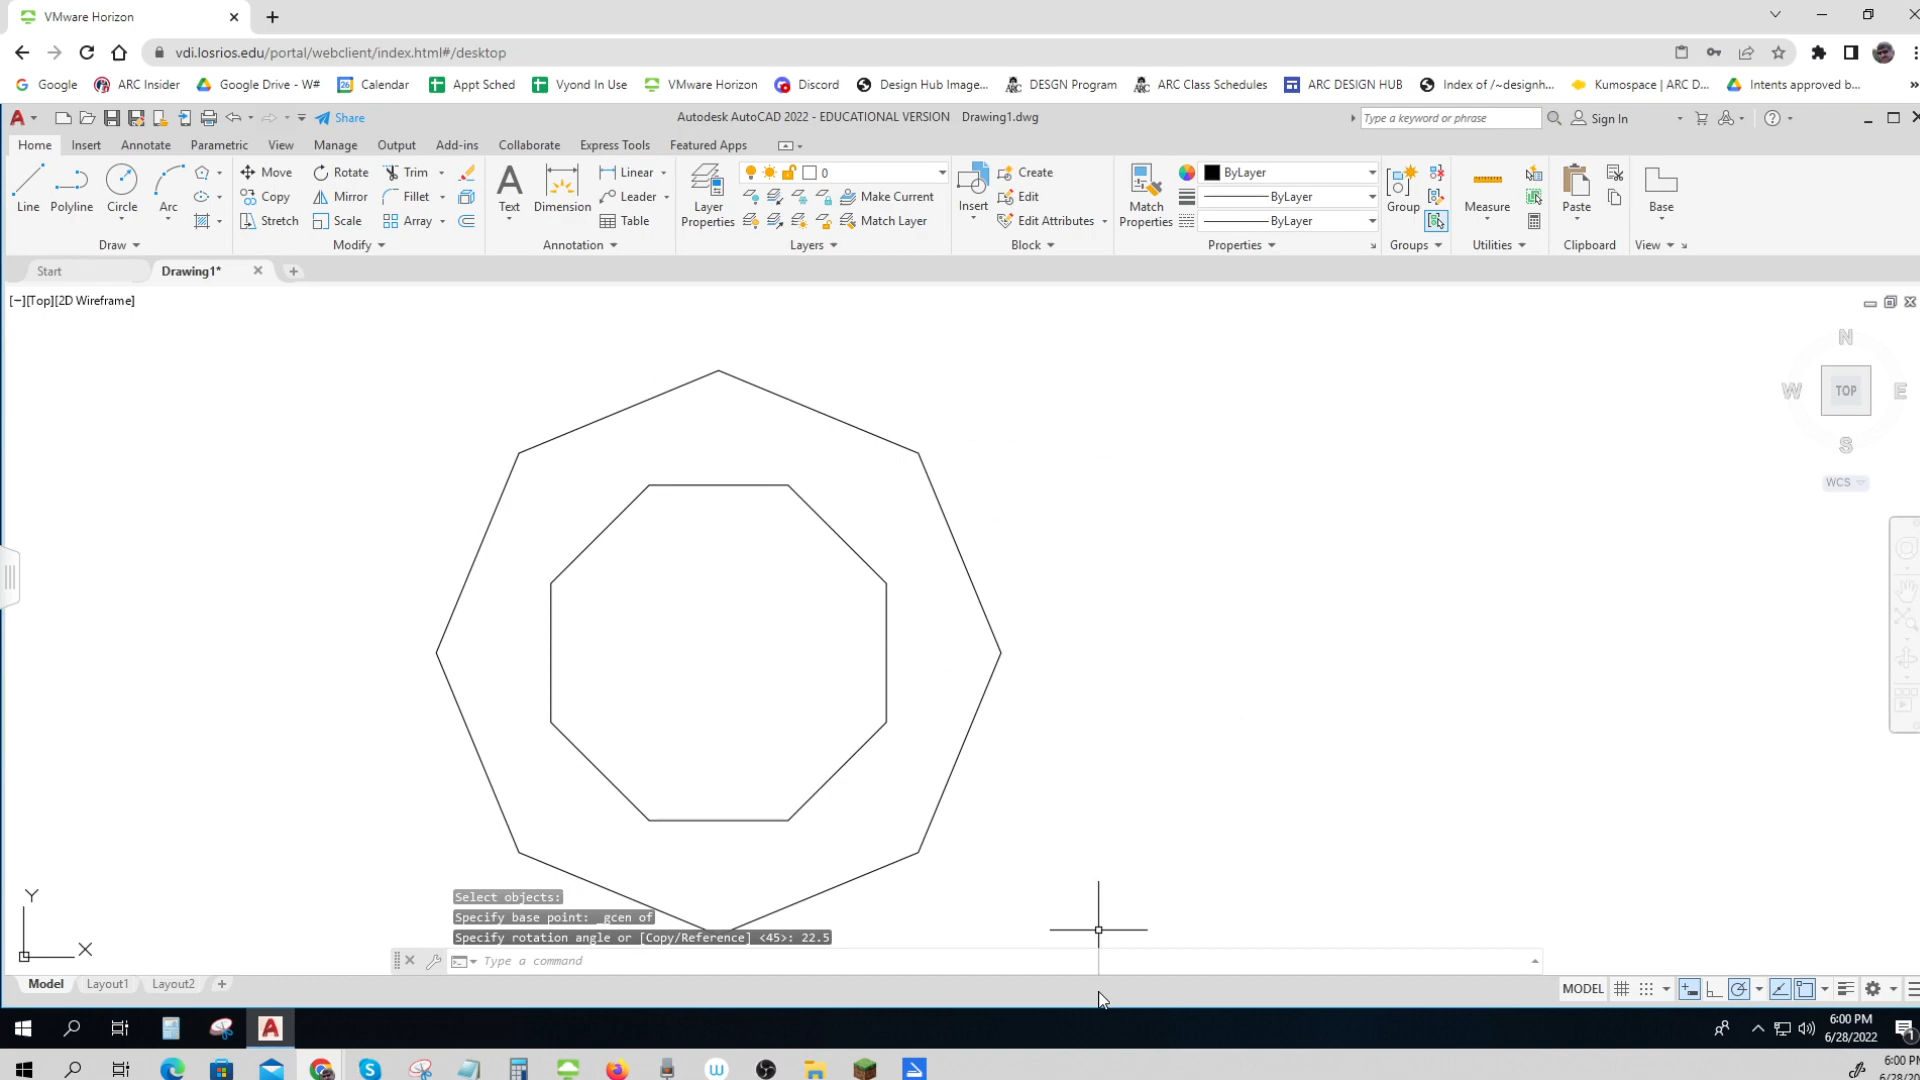 VMware Horizon
vdi.losrios.edu/portal/webclient/index.html#/desktop
Google ARC Insider Google Drive - W# Calendar Appt Sched Vyond In Use VMware Horizon Discord Design Hub Image... DESGN Program ARC Class Schedules ARC DESIGN HUB Index of /~designh... Kumospace | ARC D... Intents approved b... »
Share Autodesk AutoCAD 2022 - EDUCATIONAL VERSION Drawing1.dwg Type a keyword or phrase Sign In
Home Insert Annotate Parametric View Manage Output Add-ins Collaborate Express Tools Featured Apps
Move Rotate Trim Linear 0 Create ByLayer
Copy Mirror Fillet Leader Make Current Edit ByLayer
Line Polyline Circle Arc Text Dimension Insert Group Measure Paste Base
Stretch Scale Array Table Layer Properties Match Layer Edit Attributes Match Properties ByLayer
Draw Modify Annotation Layers Block Properties Groups Utilities Clipboard View
Start Drawing1*
[−][Top][2D Wireframe]
N
W TOP E
S
WCS
Y
X
Select objects:
Specify base point: _gcen of
Specify rotation angle or [Copy/Reference] <45>: 22.5
Type a command
Model Layout1 Layout2 + MODEL
6:00 PM
6/28/2022
1
6:00 PM